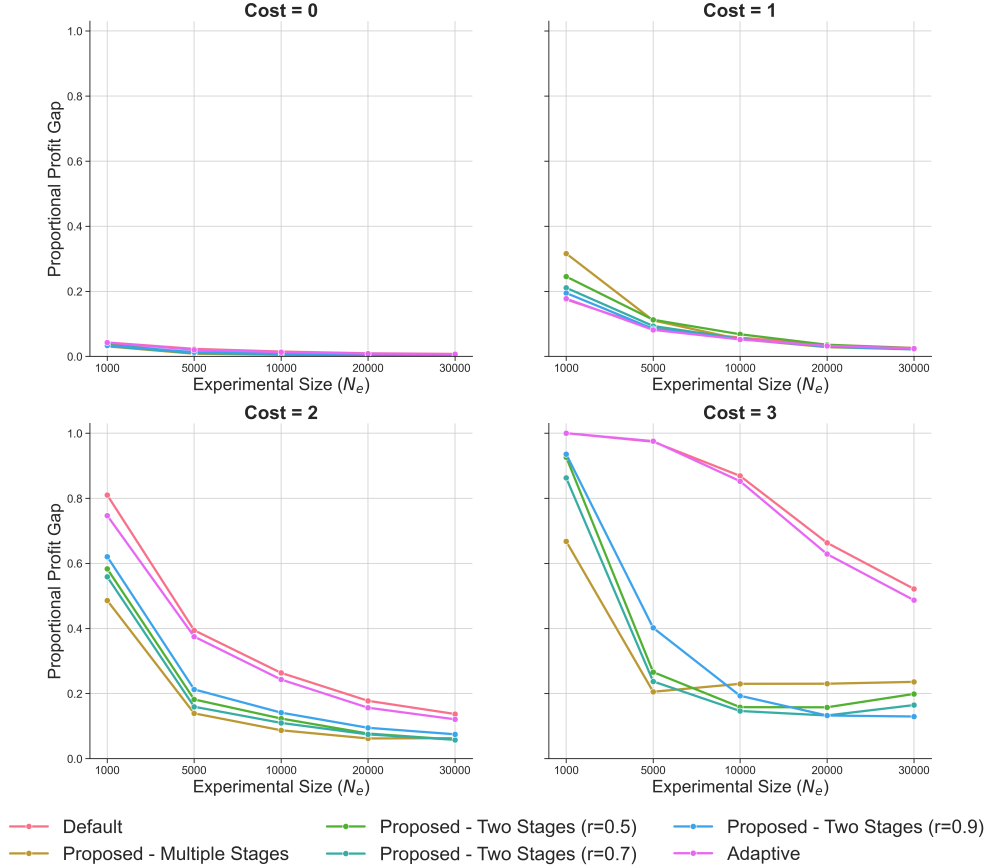 Cost = 0
Cost = 1
Proportional Profit Gap
1.0
0.8
0.6
0.4
0.2
0.0
1000 5000 10000 20000 30000
Experimental Size (Nₑ)
1000 5000 10000 20000 30000
Experimental Size (Nₑ)
Cost = 2
Cost = 3
Proportional Profit Gap
1.0
0.8
0.6
0.4
0.2
0.0
1000 5000 10000 20000 30000
Experimental Size (Nₑ)
1000 5000 10000 20000 30000
Experimental Size (Nₑ)
Default
Proposed - Multiple Stages
Proposed - Two Stages (r=0.5)
Proposed - Two Stages (r=0.7)
Proposed - Two Stages (r=0.9)
Adaptive